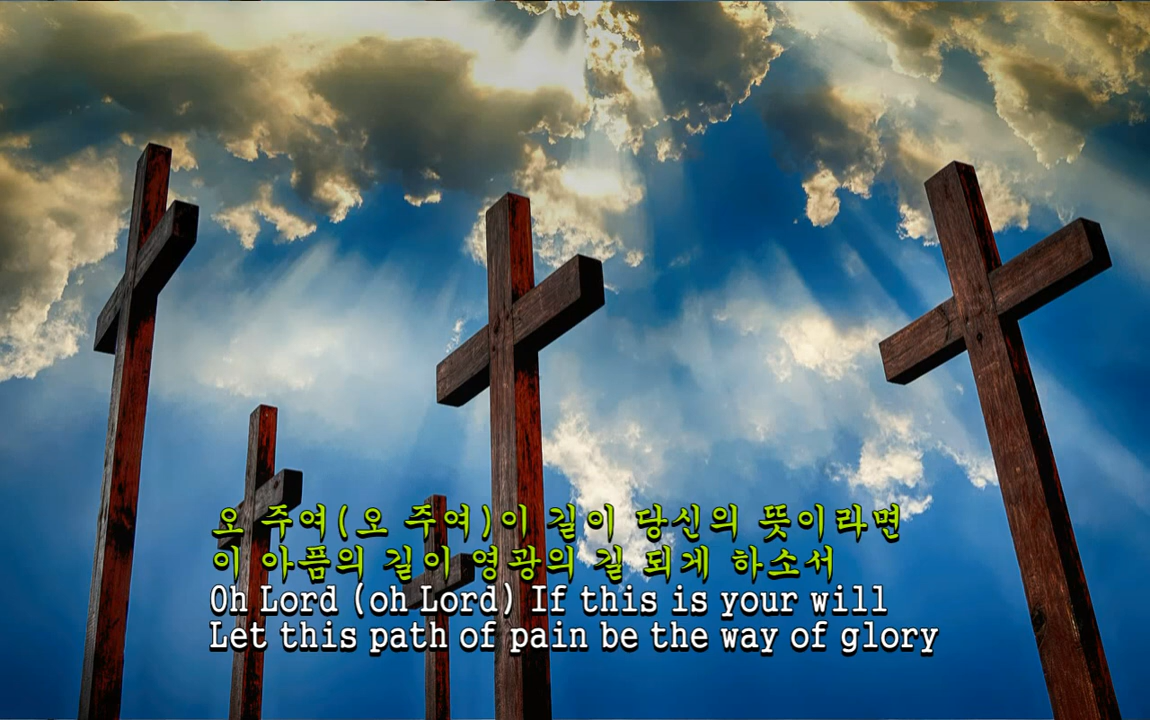 오 주여(오 주여)이 길이 당신의 뜻이라면
이 아픔의 길이 영광의 길 되게 하소서
Oh Lord (oh Lord) If this is your will
Let this path of pain be the way of glory